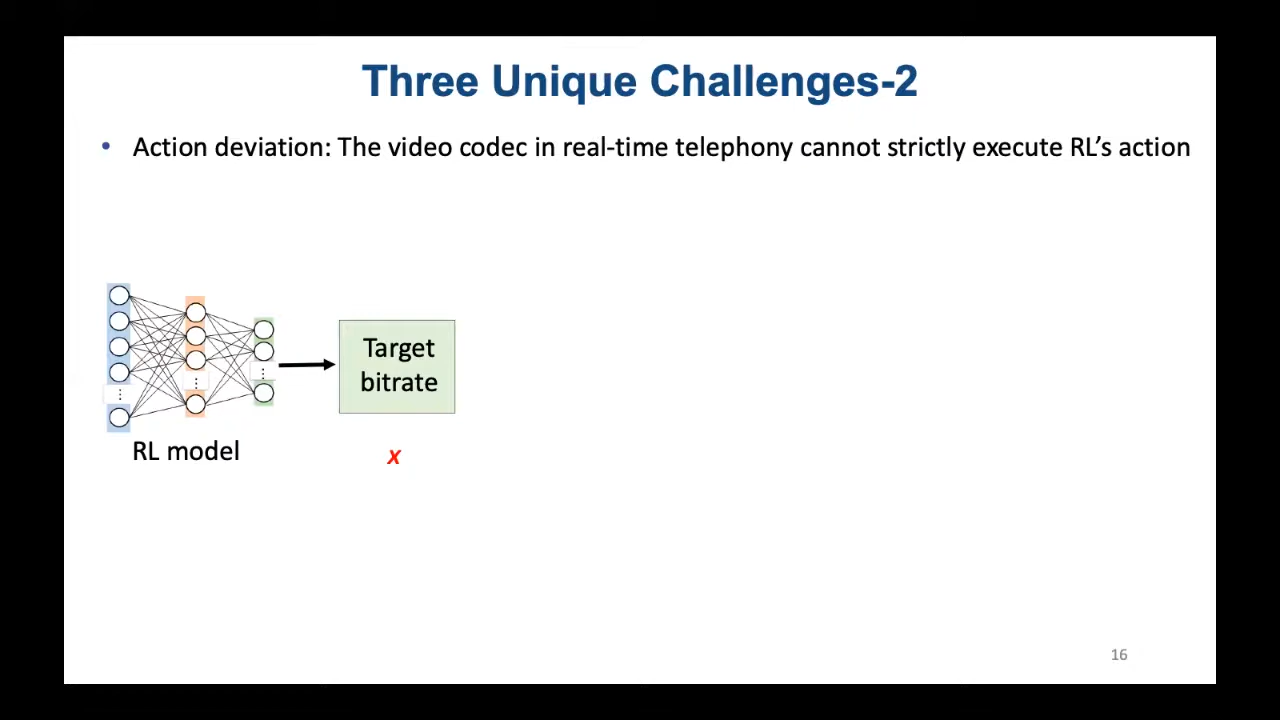 Three Unique Challenges-2
• Action deviation: The video codec in real-time telephony cannot strictly execute RL’s action
Target
bitrate
RL model
x
16